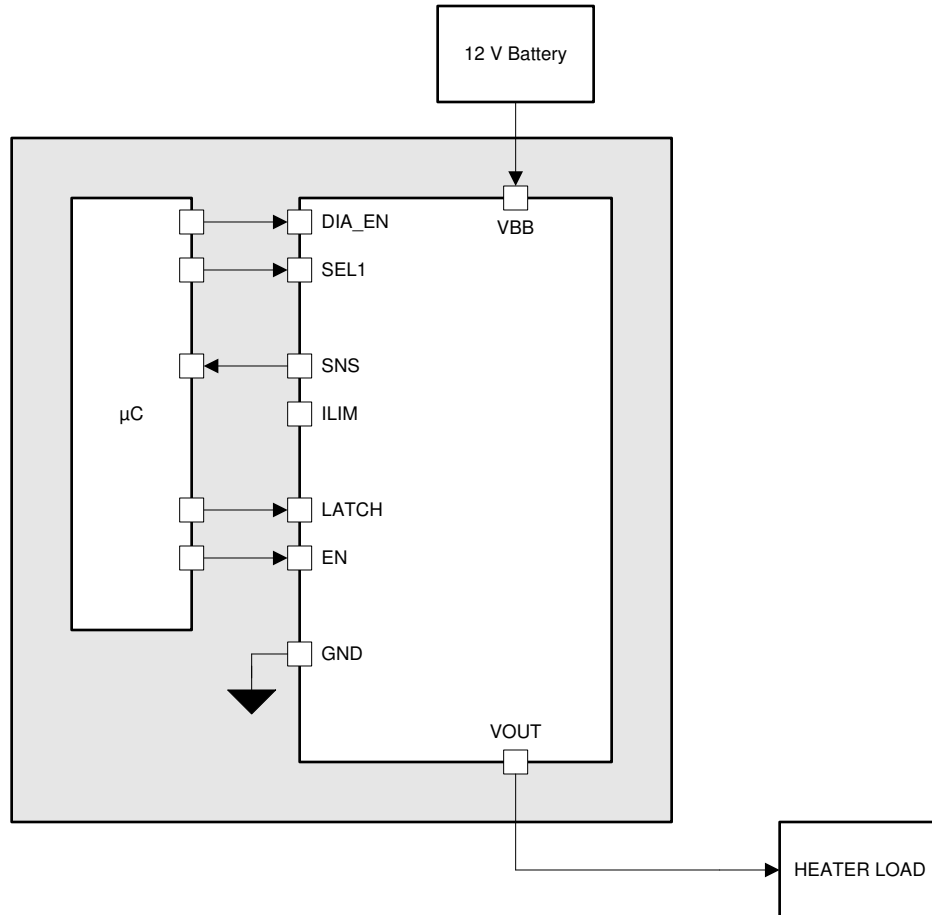 12 V Battery
DIA_EN
VBB
SEL1
SNS
µC
ILIM
LATCH
EN
GND
VOUT
HEATER LOAD